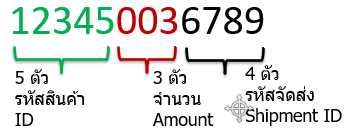 123450036789
5 ตัว
รหัสสินค้า
ID
3 ตัว
จำนวน
Amount
4 ตัว
รหัสจัดส่ง
Shipment ID